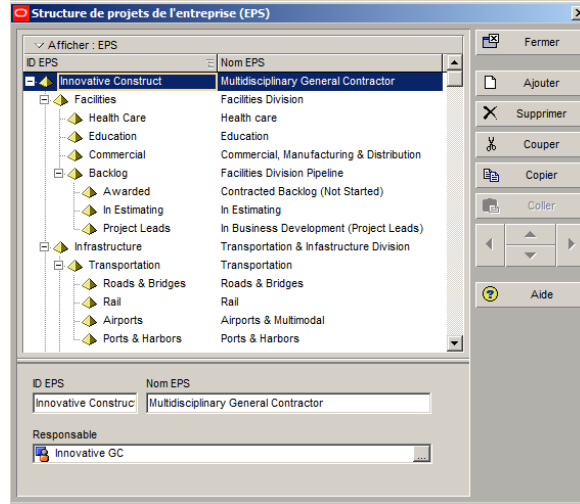 Structure de projets de l'entreprise (EPS)
Afficher : EPS
ID EPS Nom EPS
Innovative Construct Multidisciplinary General Contractor
Facilities Facilities Division
Health Care Health care
Education Education
Commercial Commercial, Manufacturing & Distribution
Backlog Facilities Division Pipeline
Awarded Contracted Backlog (Not Started)
In Estimating In Estimating
Project Leads In Business Development (Project Leads)
Infrastructure Transportation & Infastructure Division
Transportation Transportation
Roads & Bridges Roads & Bridges
Rail Rail
Airports Airports & Multimodal
Ports & Harbors Ports & Harbors
ID EPS Nom EPS
Innovative Construc Multidisciplinary General Contractor
Responsable
Innovative GC
...
Fermer
Ajouter
Supprimer
Couper
Copier
Coller
Aide